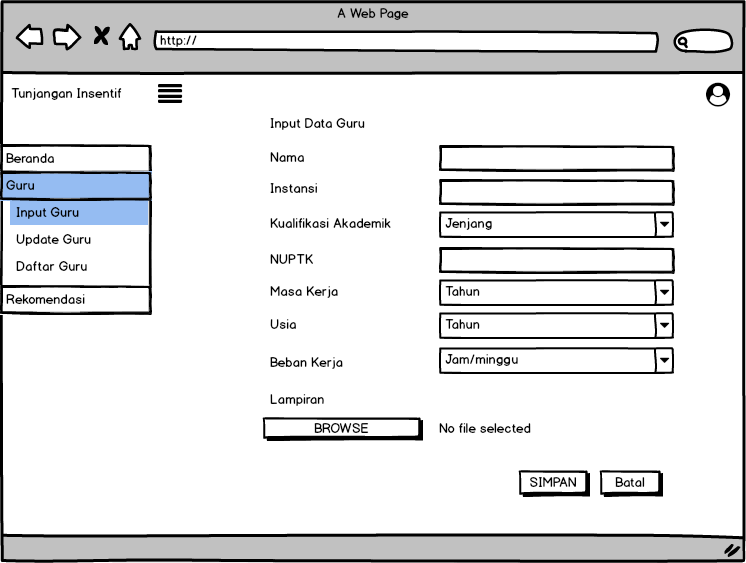 A Web Page
http://
Tunjangan Insentif
Beranda
Guru
Input Guru
Update Guru
Daftar Guru
Rekomendasi
Input Data Guru
Nama
Instansi
Kualifikasi Akademik
Jenjang
NUPTK
Masa Kerja
Tahun
Usia
Tahun
Beban Kerja
Jam/minggu
Lampiran
BROWSE
No file selected
SIMPAN
Batal